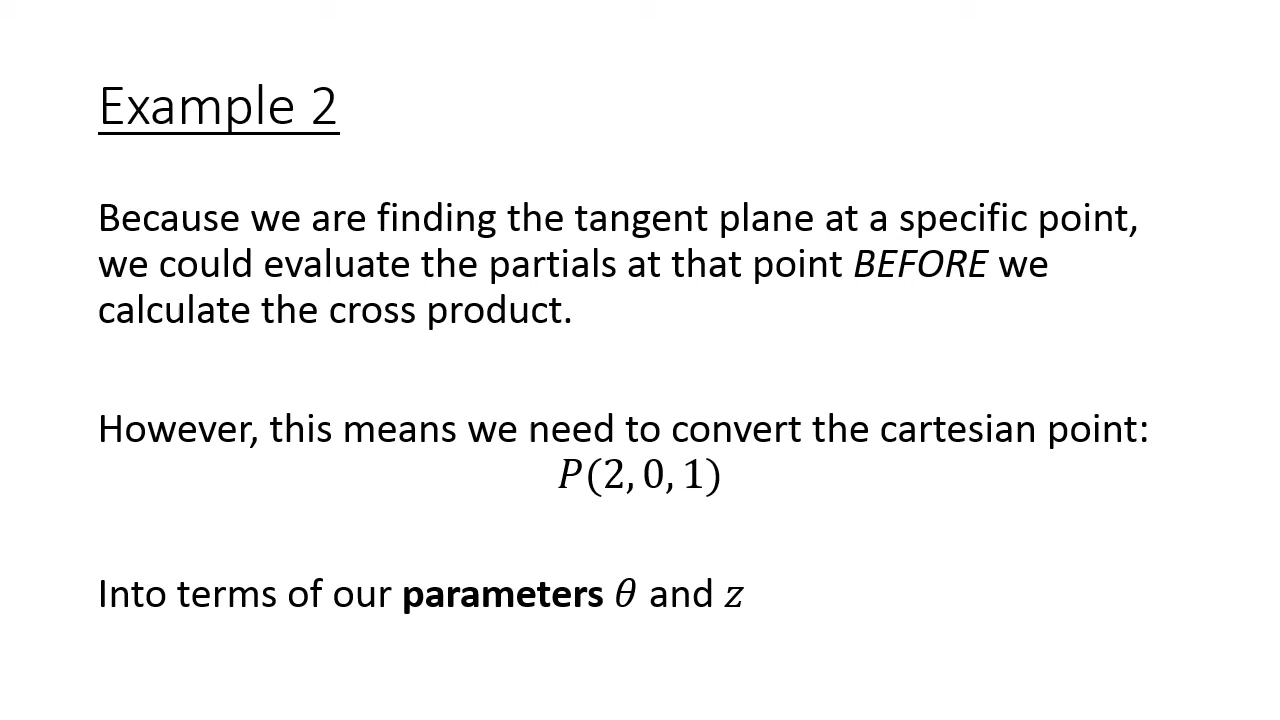 Example 2
Because we are finding the tangent plane at a specific point,
we could evaluate the partials at that point BEFORE we
calculate the cross product.
However, this means we need to convert the cartesian point:
𝑃(2, 0, 1)
Into terms of our parameters 𝜃 and 𝑧